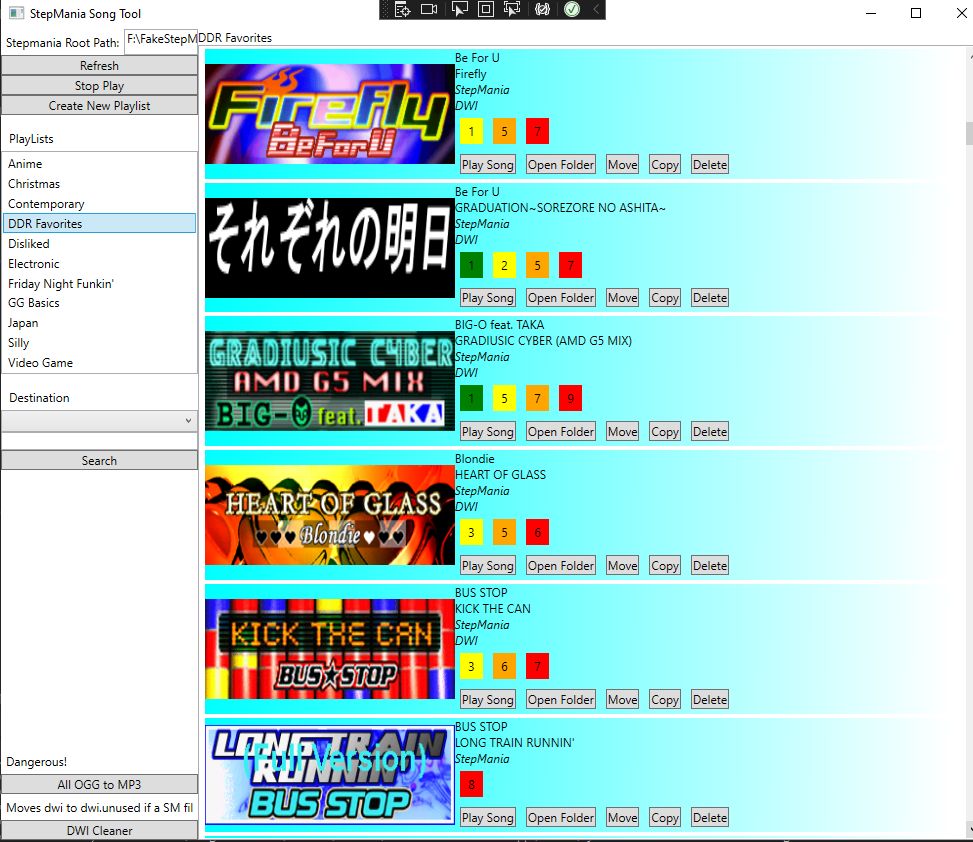 StepMania Song Tool
Stepmania Root Path:
F:\FakeStepM
Refresh
Stop Play
Create New Playlist
PlayLists
Anime
Christmas
Contemporary
DDR Favorites
Disliked
Electronic
Friday Night Funkin'
GG Basics
Japan
Silly
Video Game
Destination
Search
Dangerous!
All OGG to MP3
Moves dwi to dwi.unused if a SM fil
DWI Cleaner
DDR Favorites
Firefly
Be For U
Be For U
Firefly
StepMania
DWI
1 5 7
Play Song Open Folder Move Copy Delete
それぞれの明日
Be For U
GRADUATION~SOREZORE NO ASHITA~
StepMania
DWI
1 2 5 7
Play Song Open Folder Move Copy Delete
GRADIUSIC CYBER
AMD G5 MIX
BIG-O feat. TAKA
BIG-O feat. TAKA
GRADIUSIC CYBER (AMD G5 MIX)
StepMania
DWI
1 5 7 9
Play Song Open Folder Move Copy Delete
HEART OF GLASS
♥♥♥Blondie♥♥♥
Blondie
HEART OF GLASS
StepMania
DWI
3 5 6
Play Song Open Folder Move Copy Delete
KICK THE CAN
BUS★STOP
BUS STOP
KICK THE CAN
StepMania
DWI
3 6 7
Play Song Open Folder Move Copy Delete
LONG TRAIN
RUNNIN'
(Full Version)
BUS STOP
BUS STOP
LONG TRAIN RUNNIN'
StepMania
8
Play Song Open Folder Move Copy Delete